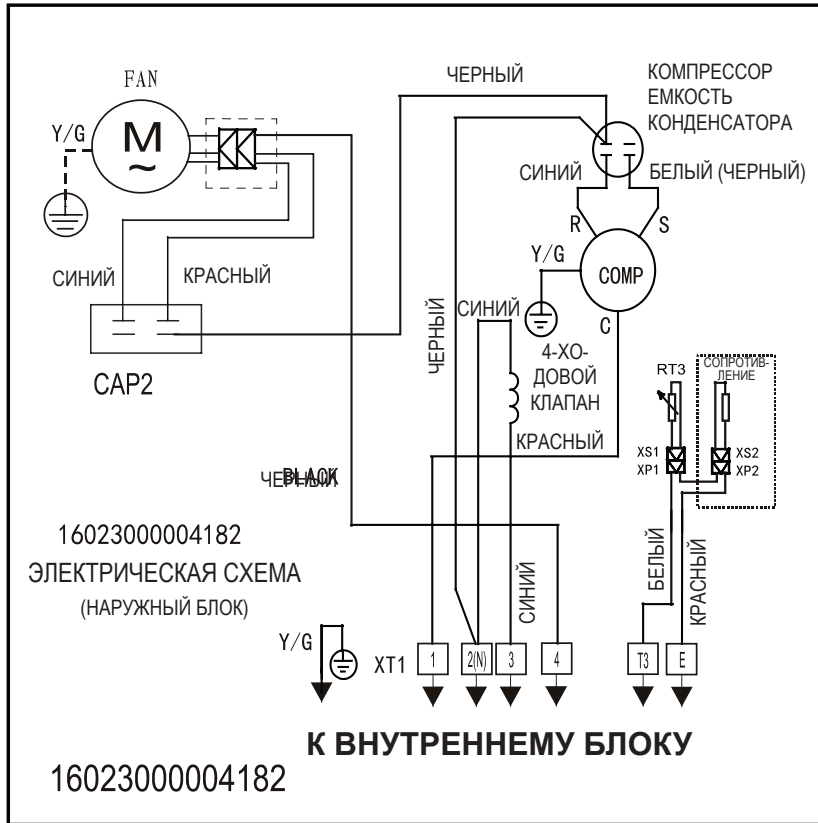 FAN
ЧЕРНЫЙ
КОМПРЕССОР
ЕМКОСТЬ
КОНДЕНСАТОРА
Y/G
M
~
СИНИЙ
БЕЛЫЙ (ЧЕРНЫЙ)
R
S
Y/G
COMP
СИНИЙ
КРАСНЫЙ
СИНИЙ
C
ЧЕРНЫЙ
4-ХО-
ДОВОЙ
КЛАПАН
RT3
СОПРОТИВ-
ЛЕНИЕ
CAP2
КРАСНЫЙ
XS1
XP1
XS2
XP2
ЧЕРНЫЙ
BLACK
16023000004182
ЭЛЕКТРИЧЕСКАЯ СХЕМА
(НАРУЖНЫЙ БЛОК)
СИНИЙ
БЕЛЫЙ
КРАСНЫЙ
Y/G
XT1
1
2(N)
3
4
T3
E
К ВНУТРЕННЕМУ БЛОКУ
16023000004182